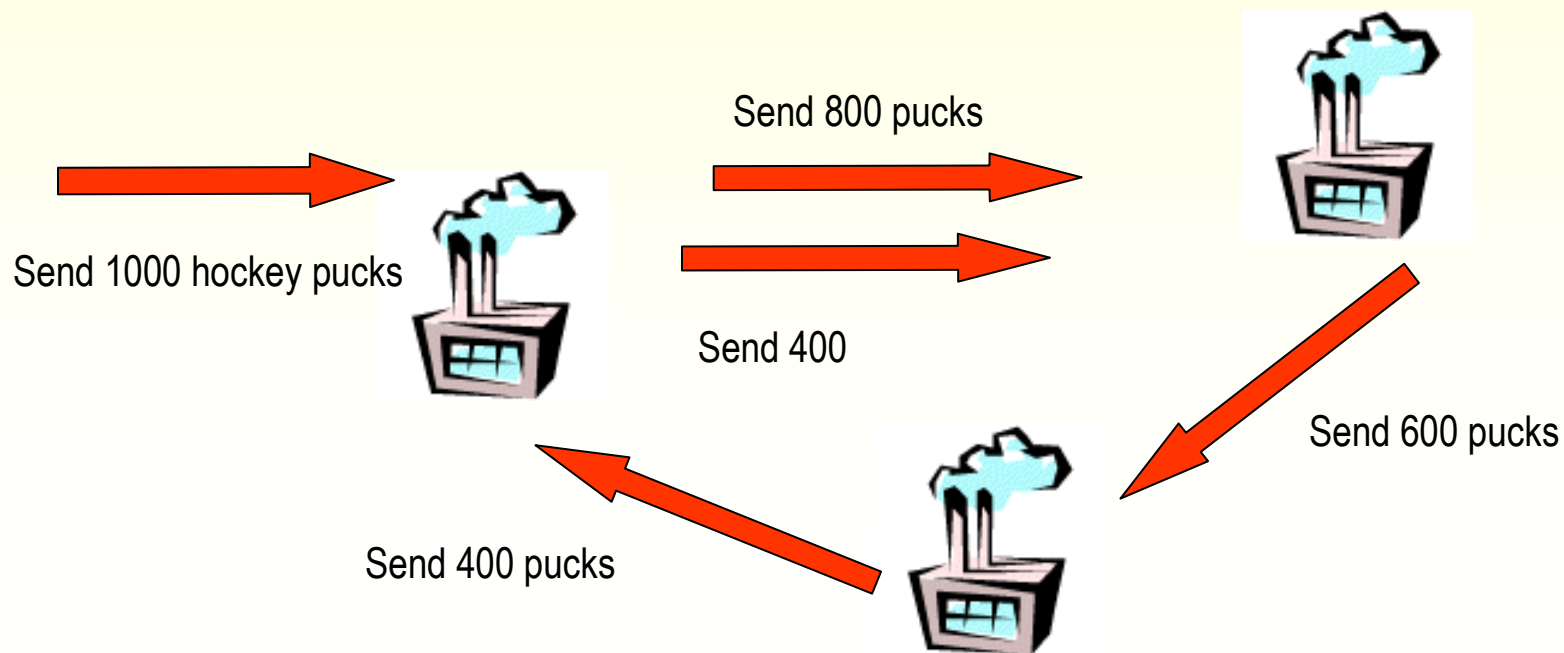 Send 800 pucks
Send 1000 hockey pucks
Send 400
Send 600 pucks
Send 400 pucks